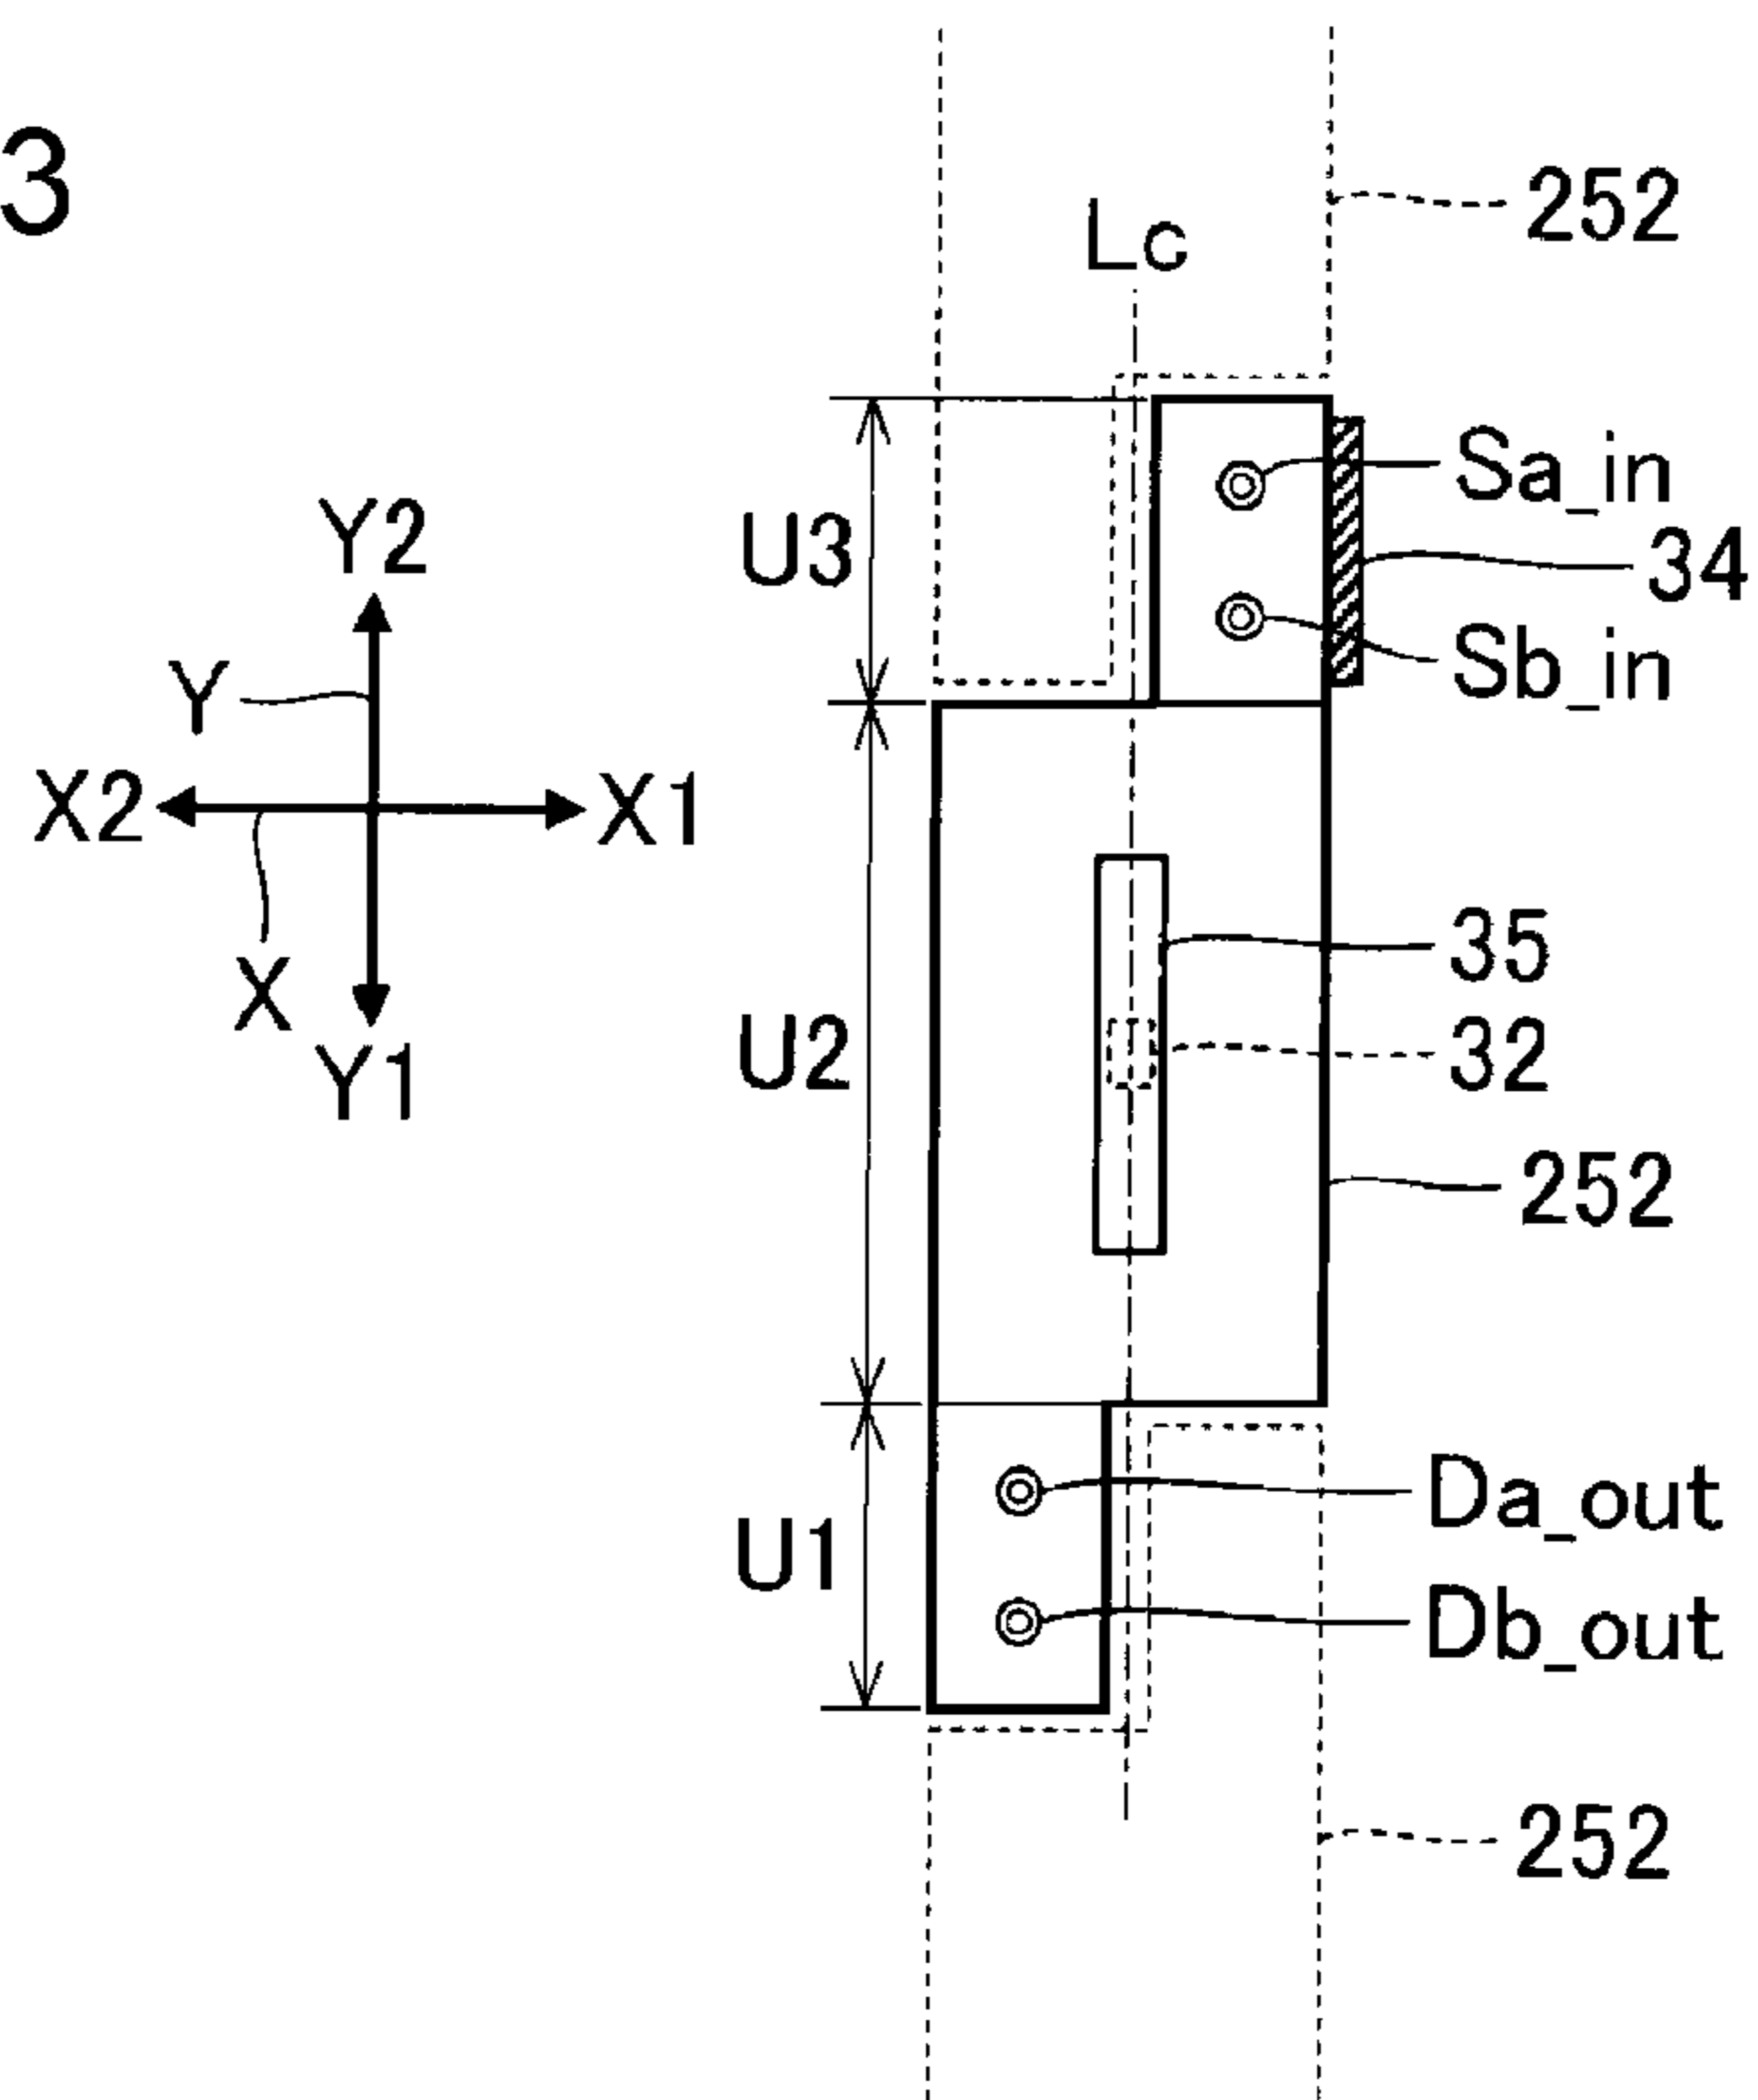 3
252
Lc
Sa_in
U3
34
Sb_in
Y2
Y
X2
X1
35
X
32
U2
Y1
252
Da_out
U1
Db_out
252